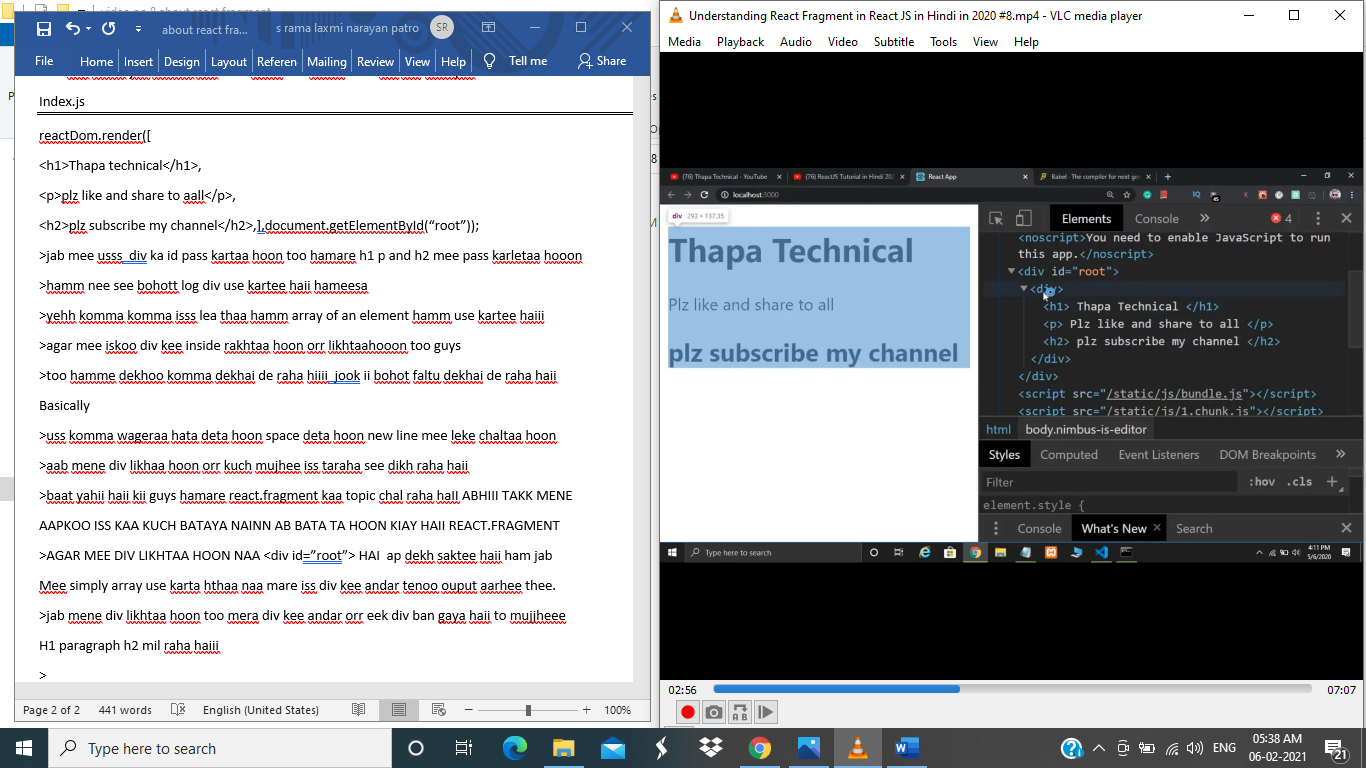 about react fra...
s rama laxmi narayan patro
SR
File Home Insert Design Layout Referen Mailing Review View Help Tell me Share
Index.js
reactDom.render([
<h1>Thapa technical</h1>,
<p>plz like and share to aall</p>,
<h2>plz subscribe my channel</h2>,],document.getElementById(“root”));
>jab mee usss_div ka id pass kartaa hoon too hamare h1 p and h2 mee pass karletaa hooon
>hamm nee see bohott log div use kartee haii hameesa
>yehh komma komma isss lea thaa hamm array of an element hamm use kartee haiii
>agar mee iskoo div kee inside rakhtaa hoon orr likhtaahooon too guys
>too hamme dekhoo komma dekhai de raha hiiii_jook ii bohot faltu dekhai de raha haii
Basically
>uss komma wageraa hata deta hoon space deta hoon new line mee leke chaltaa hoon
>aab mene div likhaa hoon orr kuch mujhee iss taraha see dikh raha haii
>baat yahii haii kii guys hamare react.fragment kaa topic chal raha haII ABHIII TAKK MENE
AAPKOO ISS KAA KUCH BATAYA NAINN AB BATA TA HOON KIAY HAII REACT.FRAGMENT
>AGAR MEE DIV LIKHTAA HOON NAA <div id=”root”> HAI ap dekh saktee haii ham jab
Mee simply array use karta hthaa naa mare iss div kee andar tenoo ouput aarhee thee.
>jab mene div likhtaa hoon too mera div kee andar orr eek div ban gaya haii to mujjheee
H1 paragraph h2 mil raha haiii
>
Page 2 of 2 441 words English (United States) 100%
Understanding React Fragment in React JS in Hindi in 2020 #8.mp4 - VLC media player
Media Playback Audio Video Subtitle Tools View Help
(76) Thapa Technical - YouTube (76) ReactJS Tutorial in Hindi 202 React App Babel - The compiler for next ge
localhost:3000
div 293 × 137.35
Thapa Technical
Plz like and share to all
plz subscribe my channel
Elements Console » 4
<noscript>You need to enable JavaScript to run
this app.</noscript>
<div id="root">
<div>
<h1> Thapa Technical </h1>
<p> Plz like and share to all </p>
<h2> plz subscribe my channel </h2>
</div>
</div>
<script src="/static/js/bundle.js"></script>
<script src="/static/js/1.chunk.js"></script>
html body.nimbus-is-editor
Styles Computed Event Listeners DOM Breakpoints »
Filter :hov .cls +
element.style {
Console What's New Search
Type here to search
4:11 PM
5/6/2020
02:56 07:07
Type here to search
ENG
05:38 AM
06-02-2021
21